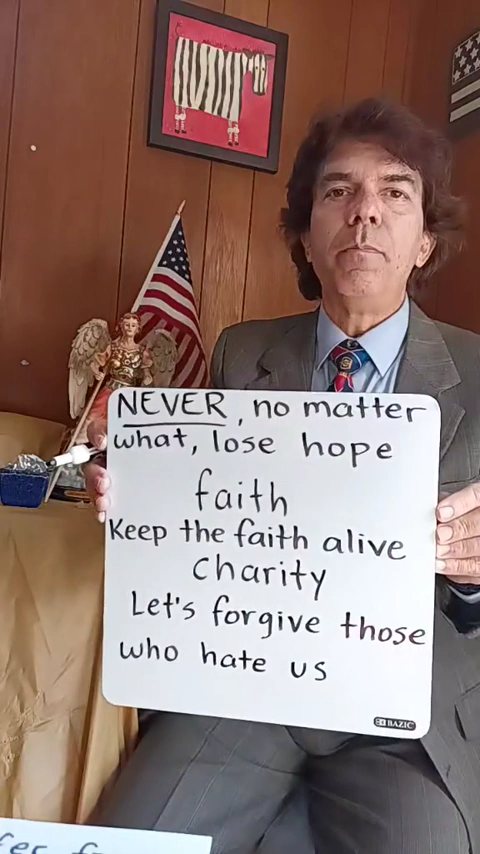 NEVER, no matter
what, lose hope
faith
Keep the faith alive
charity
Let's forgive those
who hate us
BAZIC